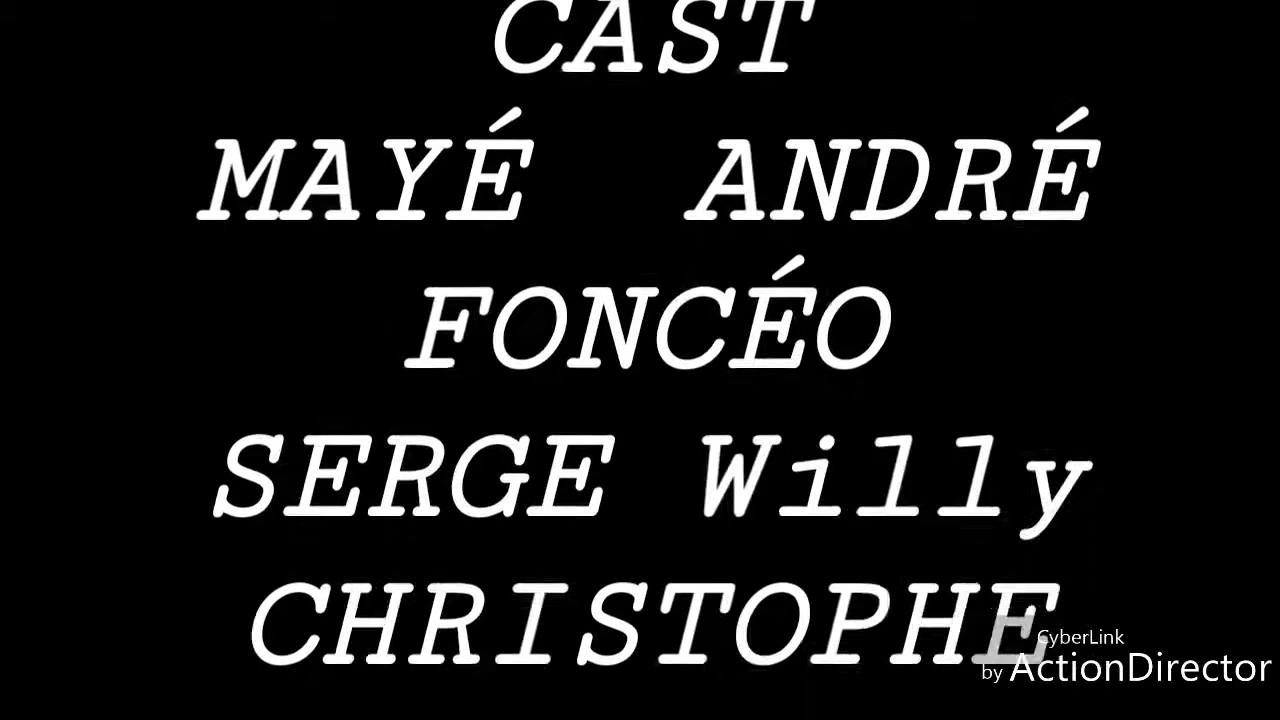 CAST
MAYÉ ANDRÉ
FONCÉO
SERGE Willy
CHRISTOPHE
CyberLink
by ActionDirector